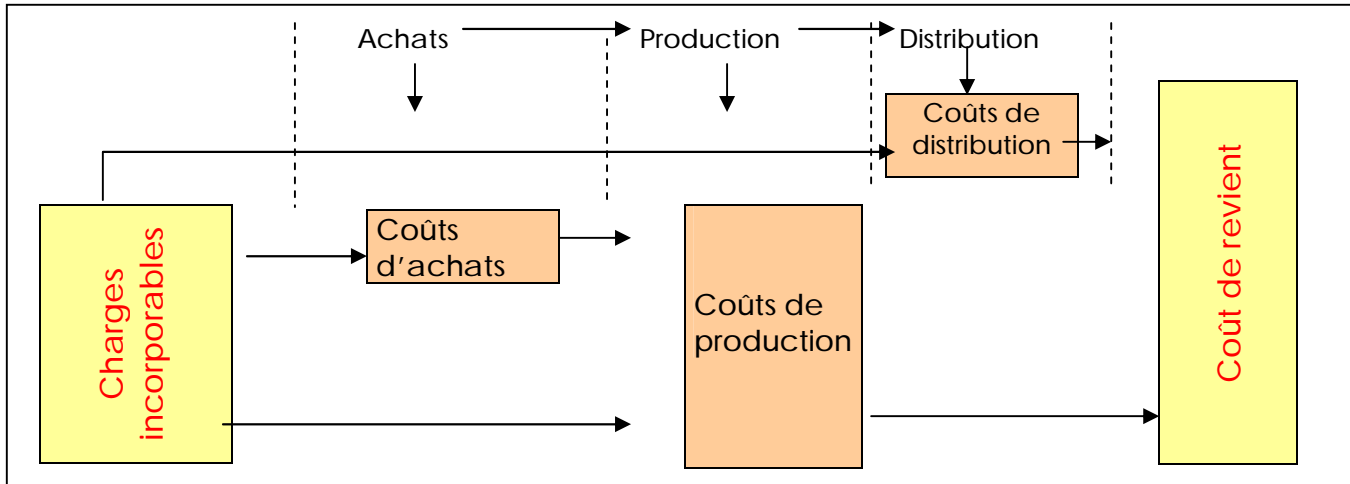 Achats
Production
Distribution
Coûts de
distribution
Charges
incorporables
Coûts
d’achats
Coûts de
production
Coût de revient